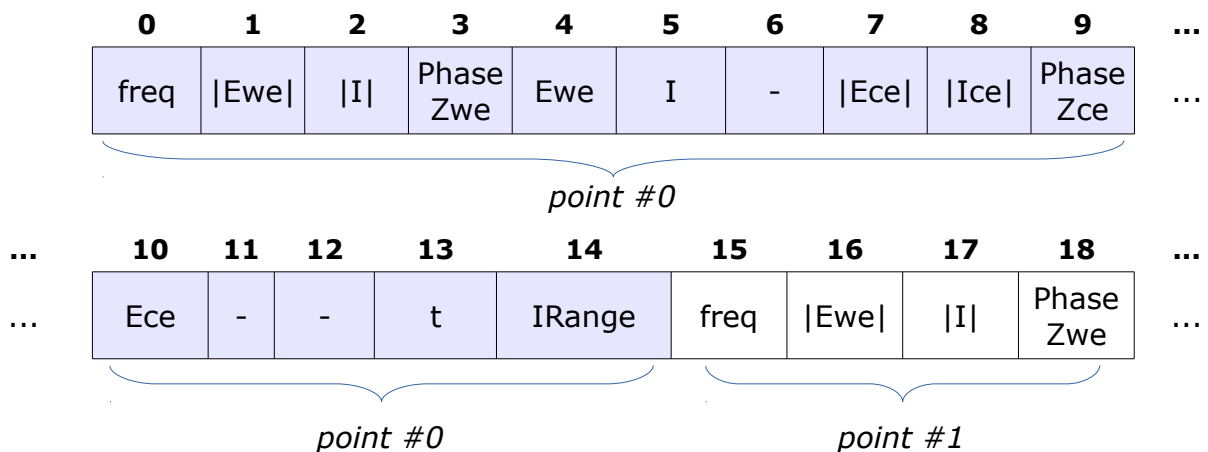 0 1 2 3 4 5 6 7 8 9 ...
freq |Ewe| |I| Phase Zwe Ewe I - |Ece| |Ice| Phase Zce ...
point #0
... 10 11 12 13 14 15 16 17 18 ...
... Ece - - t IRange freq |Ewe| |I| Phase Zwe ...
point #0 point #1